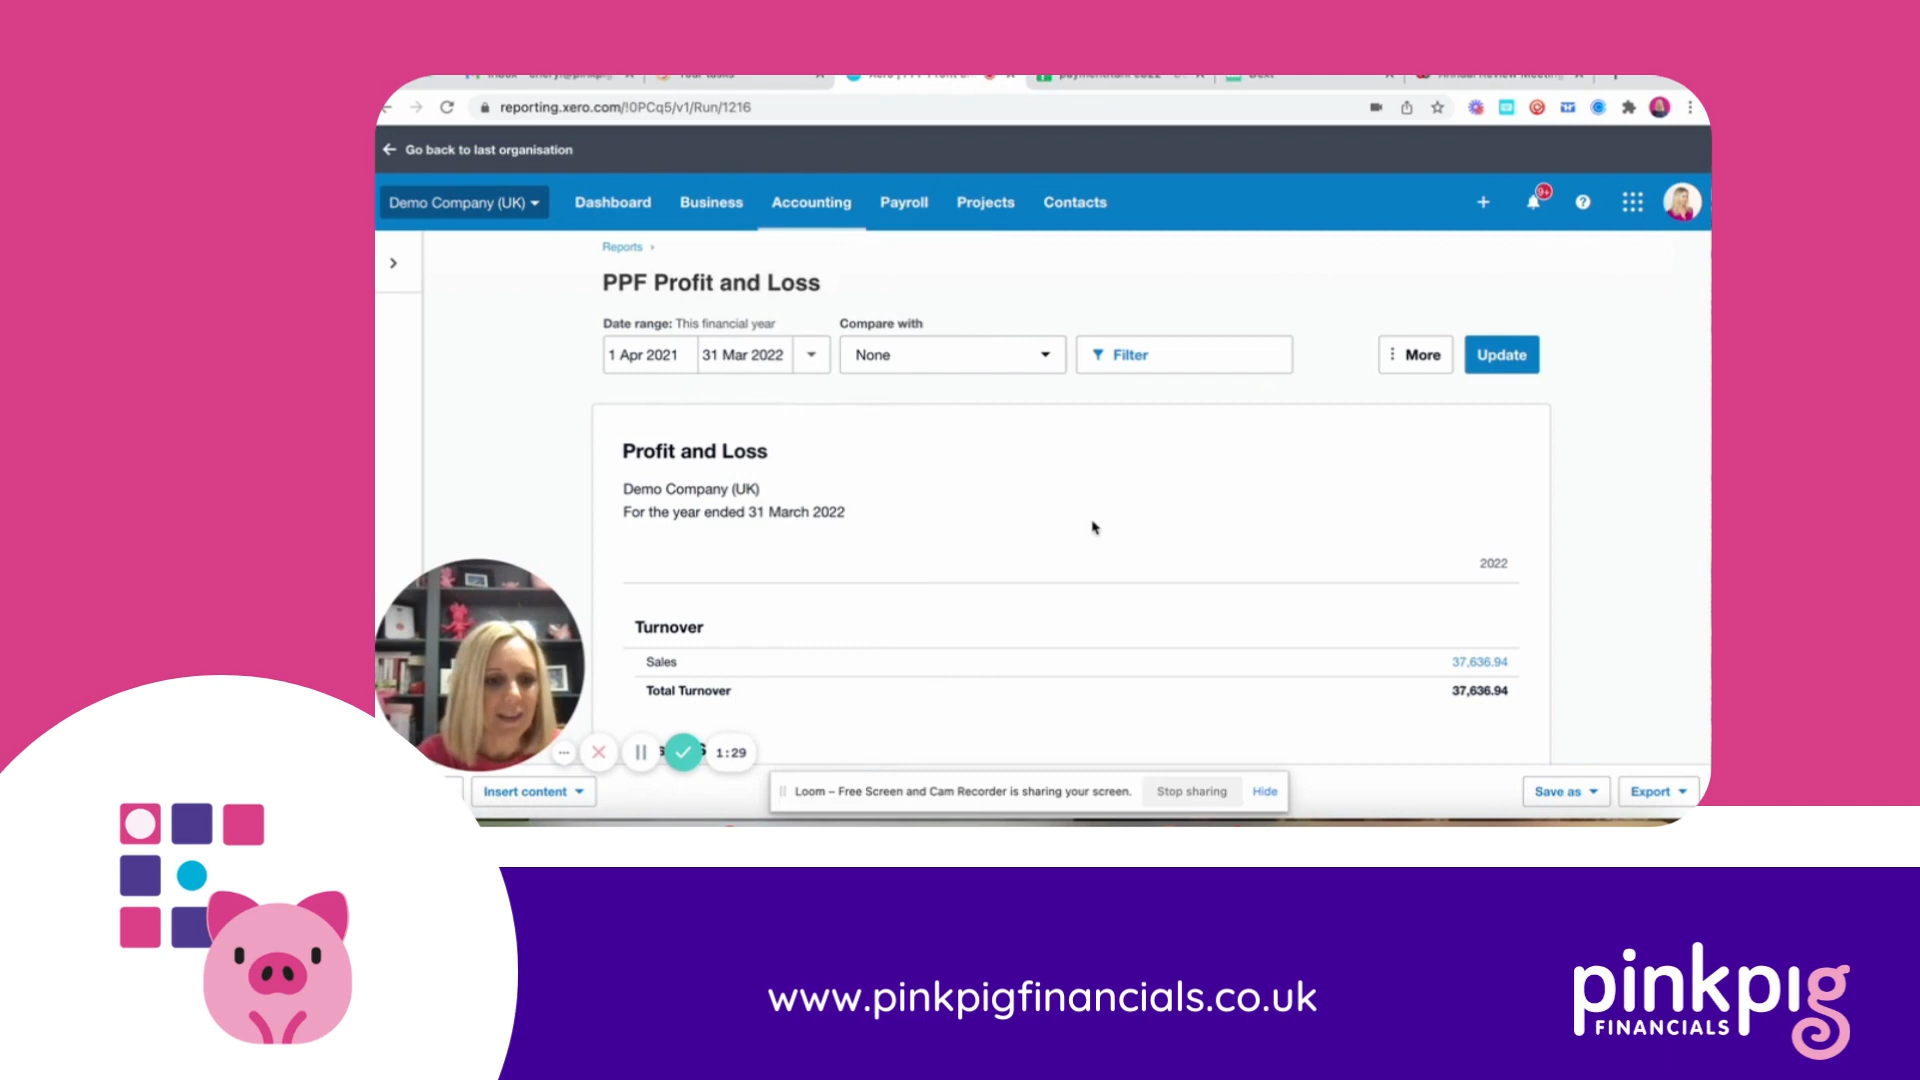 reporting.xero.com/!0PCq5/v1/Run/1216
Go back to last organisation
Demo Company (UK)
Dashboard
Business
Accounting
Payroll
Projects
Contacts
9+
Reports
PPF Profit and Loss
Date range: This financial year
Compare with
1 Apr 2021
31 Mar 2022
None
Filter
More
Update
Profit and Loss
Demo Company (UK)
For the year ended 31 March 2022
2022
Turnover
Sales 37,636.94
Total Turnover 37,636.94
1:29
Insert content
Loom – Free Screen and Cam Recorder is sharing your screen.
Stop sharing
Hide
Save as
Export
www.pinkpigfinancials.co.uk
pinkpig
FINANCIALS